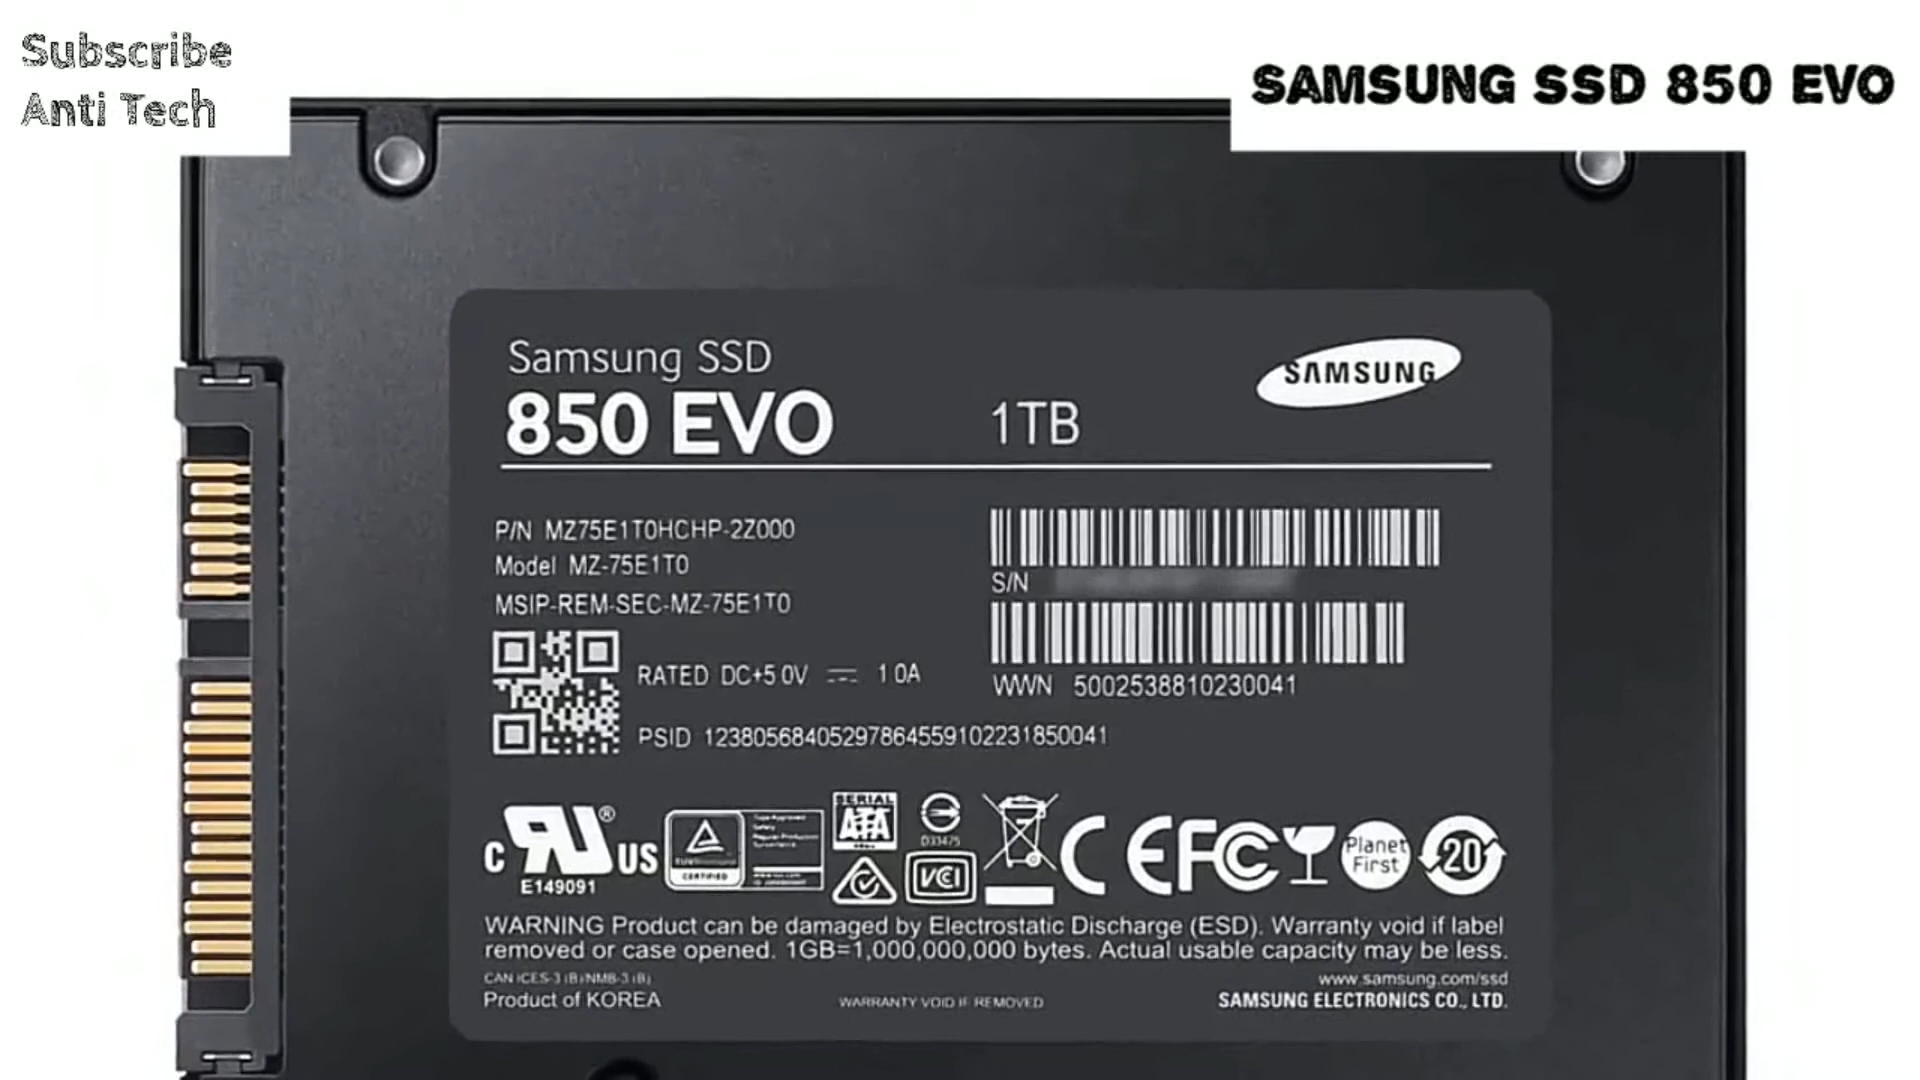 Subscribe
Anti Tech
SAMSUNG SSD 850 EVO
Samsung SSD
850 EVO
1TB
SAMSUNG
P/N MZ75E1T0HCHP-2Z000
Model MZ-75E1T0
MSIP-REM-SEC-MZ-75E1T0
S/N
RATED DC+5.0V 1.0A
WWN 5002538810230041
PSID 12380568405297864559102231850041
C US
E149091
CERTIFIED
SERIAL
ATA
D33475
VCI
CE FC
Planet
First
20
WARNING Product can be damaged by Electrostatic Discharge (ESD). Warranty void if label
removed or case opened. 1GB=1,000,000,000 bytes. Actual usable capacity may be less.
CAN ICES-3 (B)/NMB-3 (B)
www.samsung.com/ssd
Product of KOREA
WARRANTY VOID IF REMOVED
SAMSUNG ELECTRONICS CO., LTD.